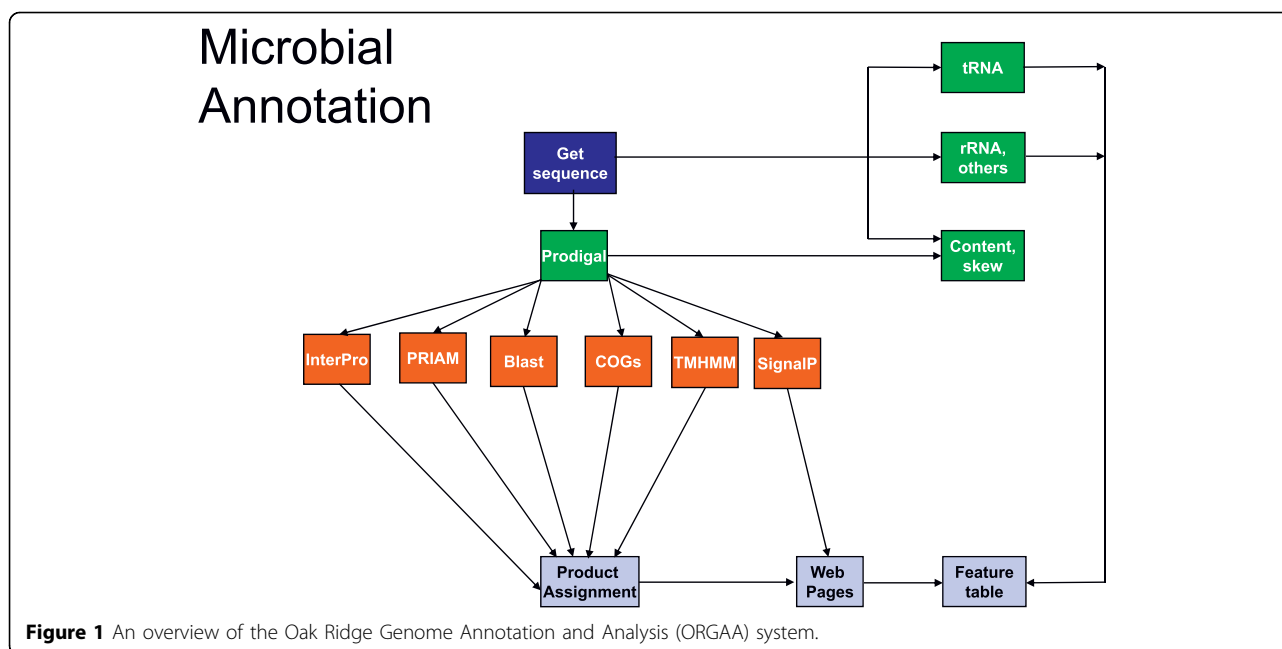 Microbial
Annotation
tRNA
Get
sequence
rRNA,
others
Prodigal
Content,
skew
InterPro
PRIAM
Blast
COGs
TMHMM
SignalP
Product
Assignment
Web
Pages
Feature
table
Figure 1 An overview of the Oak Ridge Genome Annotation and Analysis (ORGAA) system.